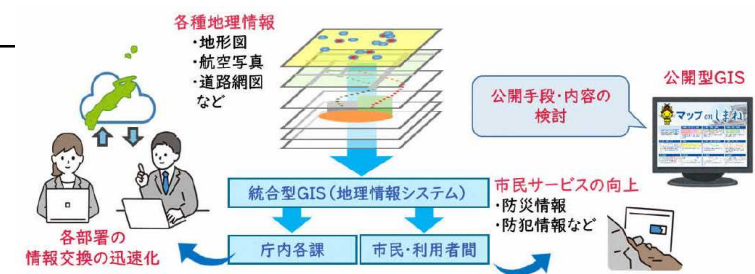 各種地理情報
・地形図
・航空写真
・道路網図
など
公開手段・内容の
検討
公開型GIS
マップ on しまね
統合型GIS(地理情報システム)
市民サービスの向上
・防災情報
・防犯情報など
各部署の
情報交換の迅速化
庁内各課
市民・利用者間